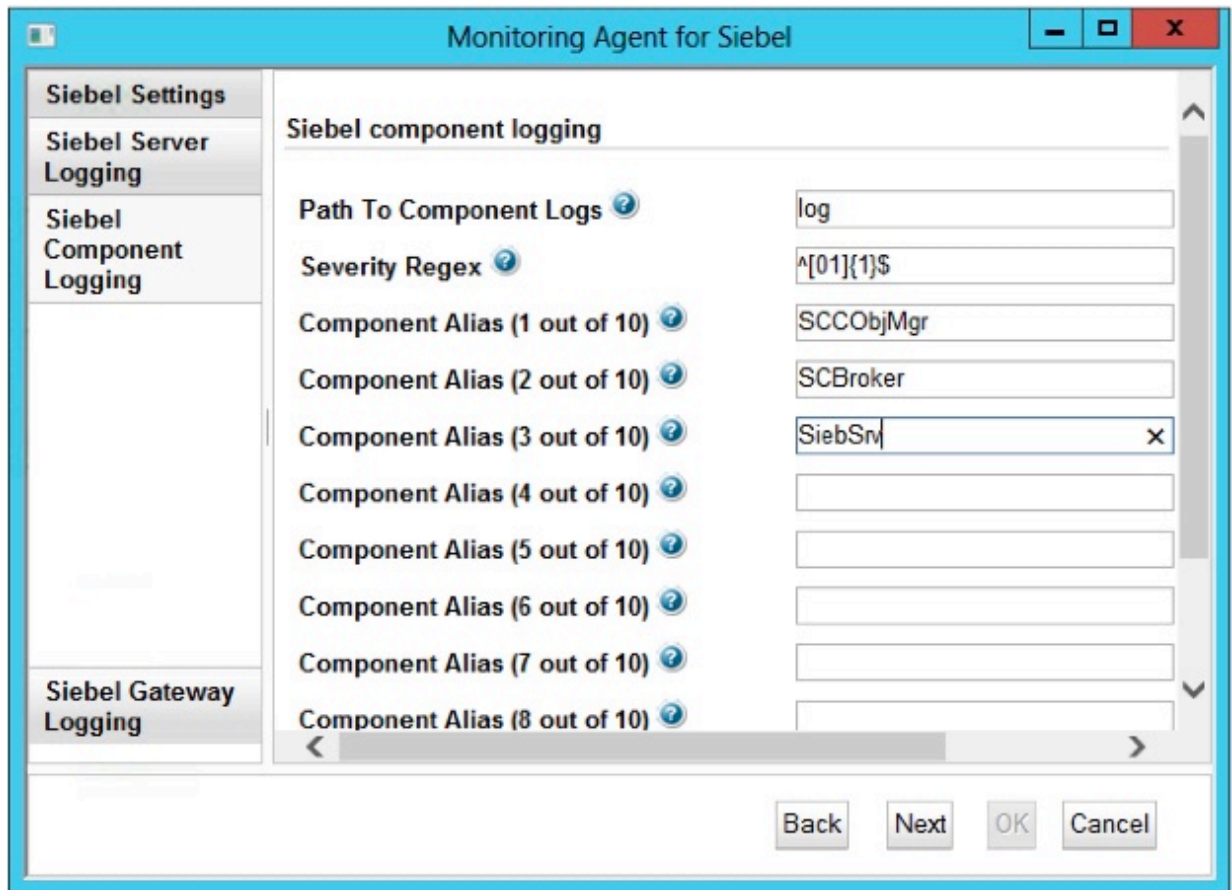 Monitoring Agent for Siebel
Siebel Settings
Siebel Server
Logging
Siebel
Component
Logging
Siebel Gateway
Logging
Siebel component logging
Path To Component Logs ? log
Severity Regex ? ^[01]{1}$
Component Alias (1 out of 10) ? SCCObjMgr
Component Alias (2 out of 10) ? SCBroker
Component Alias (3 out of 10) ? SiebSrv
Component Alias (4 out of 10) ?
Component Alias (5 out of 10) ?
Component Alias (6 out of 10) ?
Component Alias (7 out of 10) ?
Component Alias (8 out of 10) ?
Back Next OK Cancel